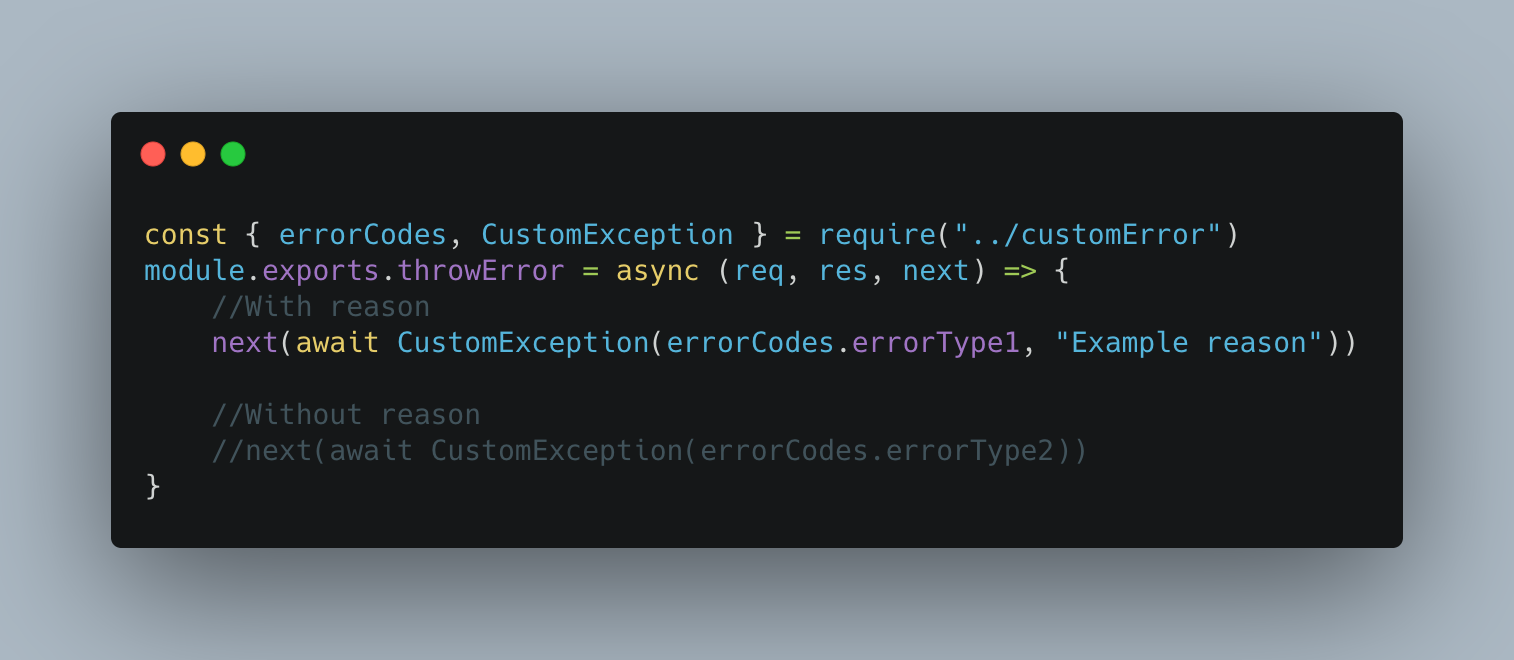 const { errorCodes, CustomException } = require("../customError")
module.exports.throwError = async (req, res, next) => {
    //With reason
    next(await CustomException(errorCodes.errorType1, "Example reason"))

    //Without reason
    //next(await CustomException(errorCodes.errorType2))
}